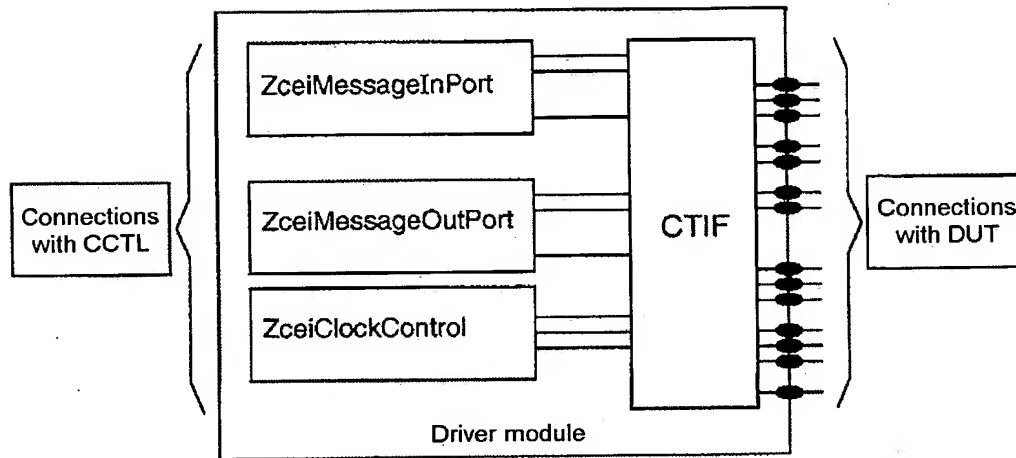 ZceiMessageInPort
Connections
with CCTL
ZceiMessageOutPort
CTIF
Connections
with DUT
ZceiClockControl
Driver module